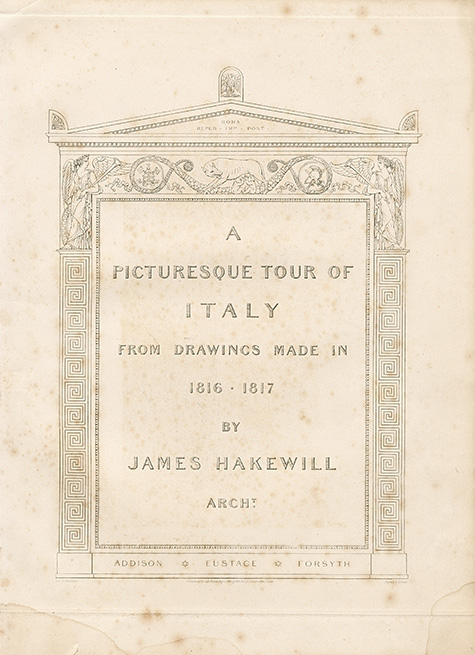 ROMA
A
PICTURESQUE TOUR OF
ITALY
FROM DRAWINGS MADE IN
1816 · 1817
BY
JAMES HAKEWILL
ARCHT
ADDISON ✡ EUSTACE ✡ FORSYTH